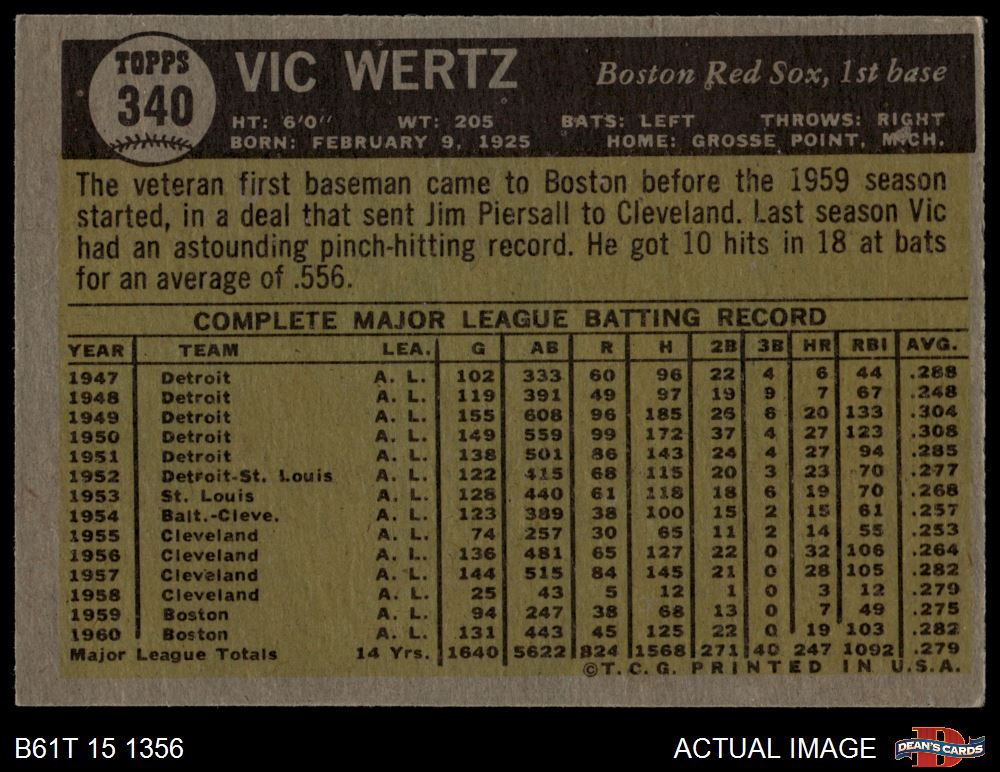 TOPPS
340
VIC WERTZ
Boston Red Sox, 1st base
HT: 6'0" WT: 205 BATS: LEFT THROWS: RIGHT
BORN: FEBRUARY 9, 1925 HOME: GROSSE POINT, MICH.
The veteran first baseman came to Boston before the 1959 season
started, in a deal that sent Jim Piersall to Cleveland. Last season Vic
had an astounding pinch-hitting record. He got 10 hits in 18 at bats
for an average of .556.
COMPLETE MAJOR LEAGUE BATTING RECORD
YEAR TEAM LEA. G AB R H 2B 3B HR RBI AVG.
1947 Detroit A. L. 102 333 60 96 22 4 6 44 .288
1948 Detroit A. L. 119 391 49 97 19 9 7 67 .248
1949 Detroit A. L. 155 608 96 185 26 6 20 133 .304
1950 Detroit A. L. 149 559 99 172 37 4 27 123 .308
1951 Detroit A. L. 138 501 86 143 24 4 27 94 .285
1952 Detroit-St. Louis A. L. 122 415 68 115 20 3 23 70 .277
1953 St. Louis A. L. 128 440 61 118 18 6 19 70 .268
1954 Balt.-Cleve. A. L. 123 389 38 100 15 2 15 61 .257
1955 Cleveland A. L. 74 257 30 65 11 2 14 55 .253
1956 Cleveland A. L. 136 481 65 127 22 0 32 106 .264
1957 Cleveland A. L. 144 515 84 145 21 0 28 105 .282
1958 Cleveland A. L. 25 43 5 12 1 0 3 12 .279
1959 Boston A. L. 94 247 38 68 13 0 7 49 .275
1960 Boston A. L. 131 443 45 125 22 0 19 103 .282
Major League Totals 14 Yrs. 1640 5622 824 1568 271 40 247 1092 .279
©T.C.G. PRINTED IN U.S.A.
B61T 15 1356
ACTUAL IMAGE
DEAN'S CARDS